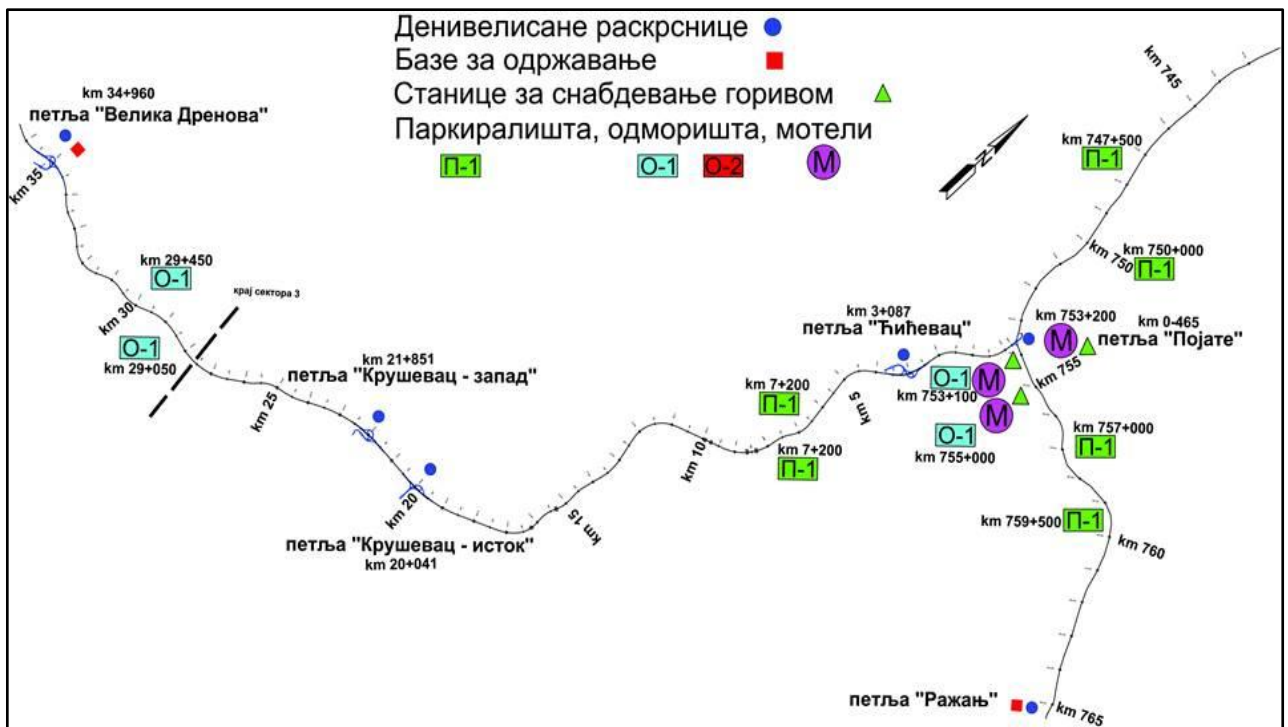 Денивелисане раскрснице
Базе за одржавање
Станице за снабдевање горивом
Паркиралишта, одморишта, мотели
П-1
О-1
О-2
М
N
km 34+960
петља "Велика Дренова"
km 35
km 29+450
О-1
km 30
О-1
km 29+050
крај сектора 3
km 25
km 21+851
петља "Крушевац - запад"
km 20
петља "Крушевац - исток"
km 20+041
km 15
km 10
km 7+200
П-1
km 7+200
П-1
km 5
km 3+087
петља "Ћићевац"
km 745
km 747+500
П-1
km 750
km 750+000
П-1
km 753+200
М
km 0-465
петља "Појате"
km 755
О-1
М
km 753+100
М
О-1
km 755+000
km 757+000
П-1
km 759+500
П-1
km 760
петља "Ражањ"
km 765